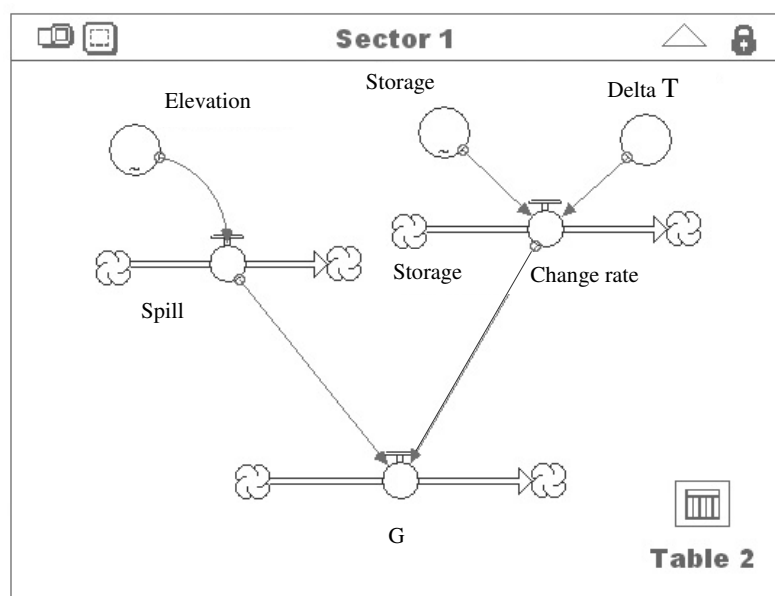 Sector 1
Elevation
Storage
Delta T
Storage
Change rate
Spill
G
Table 2